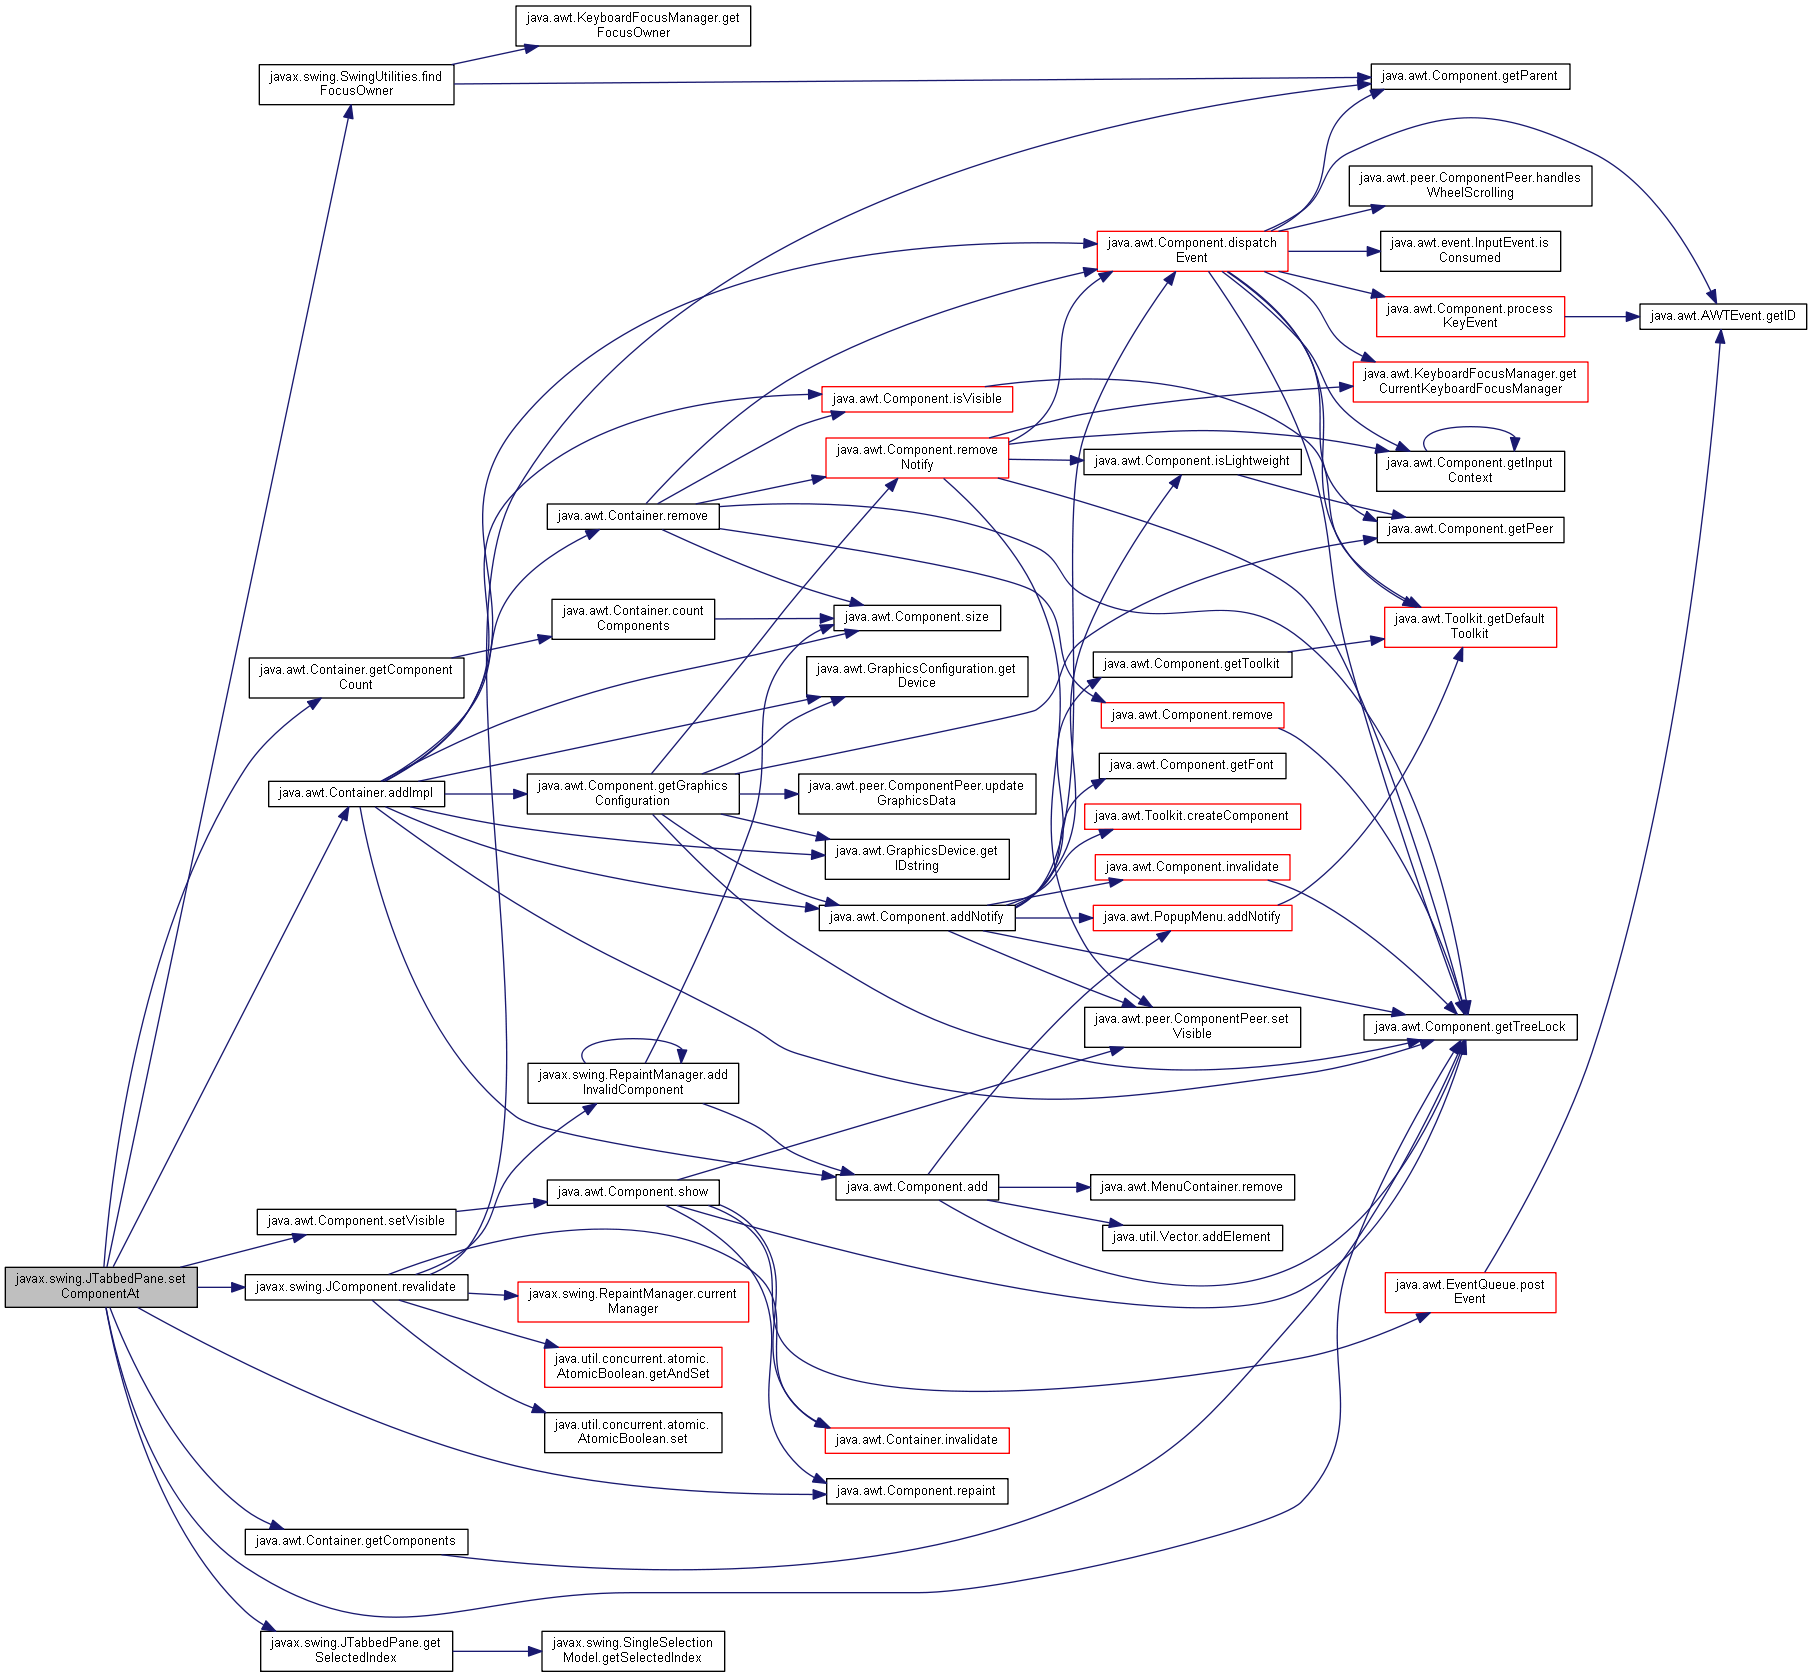 java.awt.KeyboardFocusManager.get
FocusOwner
javax.swing.SwingUtilities.find
FocusOwner
java.awt.Component.getParent
java.awt.peer.ComponentPeer.handles
WheelScrolling
java.awt.Component.dispatch
Event
java.awt.event.InputEvent.is
Consumed
java.awt.Component.process
KeyEvent
java.awt.AWTEvent.getID
java.awt.KeyboardFocusManager.get
CurrentKeyboardFocusManager
java.awt.Component.isVisible
java.awt.Component.remove
Notify
java.awt.Component.isLightweight
java.awt.Component.getInput
Context
java.awt.Container.remove
java.awt.Component.getPeer
java.awt.Container.count
Components
java.awt.Component.size
java.awt.Toolkit.getDefault
Toolkit
java.awt.Container.getComponent
Count
java.awt.GraphicsConfiguration.get
Device
java.awt.Component.getToolkit
java.awt.Component.remove
java.awt.Component.getFont
java.awt.Container.addImpl
java.awt.Component.getGraphics
Configuration
java.awt.peer.ComponentPeer.update
GraphicsData
java.awt.Toolkit.createComponent
java.awt.GraphicsDevice.get
IDstring
java.awt.Component.invalidate
java.awt.Component.addNotify
java.awt.PopupMenu.addNotify
java.awt.peer.ComponentPeer.set
Visible
java.awt.Component.getTreeLock
javax.swing.RepaintManager.add
InvalidComponent
java.awt.Component.show
java.awt.Component.add
java.awt.MenuContainer.remove
java.awt.Component.setVisible
java.util.Vector.addElement
javax.swing.JTabbedPane.set
ComponentAt
javax.swing.JComponent.revalidate
javax.swing.RepaintManager.current
Manager
java.awt.EventQueue.post
Event
java.util.concurrent.atomic.
AtomicBoolean.getAndSet
java.util.concurrent.atomic.
AtomicBoolean.set
java.awt.Container.invalidate
java.awt.Component.repaint
java.awt.Container.getComponents
javax.swing.JTabbedPane.get
SelectedIndex
javax.swing.SingleSelection
Model.getSelectedIndex